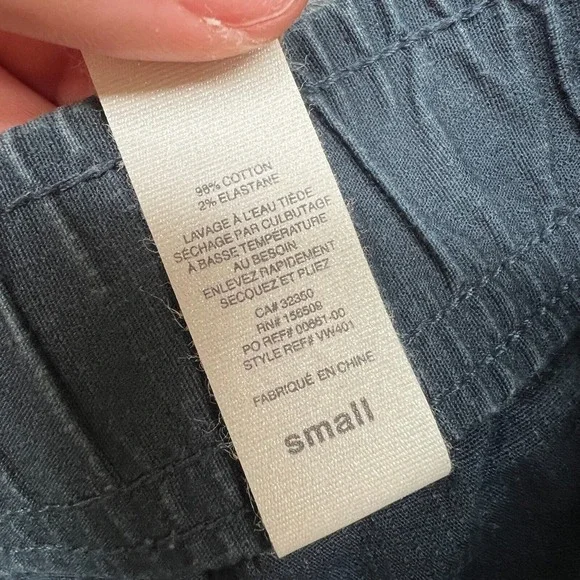 98% COTTON
2% ELASTANE
LAVAGE À L'EAU TIÈDE
SÉCHAGE PAR CULBUTAGE
À BASSE TEMPÉRATURE
AU BESOIN
ENLEVEZ RAPIDEMENT
SECOUEZ ET PLIEZ
CA# 32350
RN# 156509
PO REF# 00661-00
STYLE REF# VW401
FABRIQUÉ EN CHINE
small